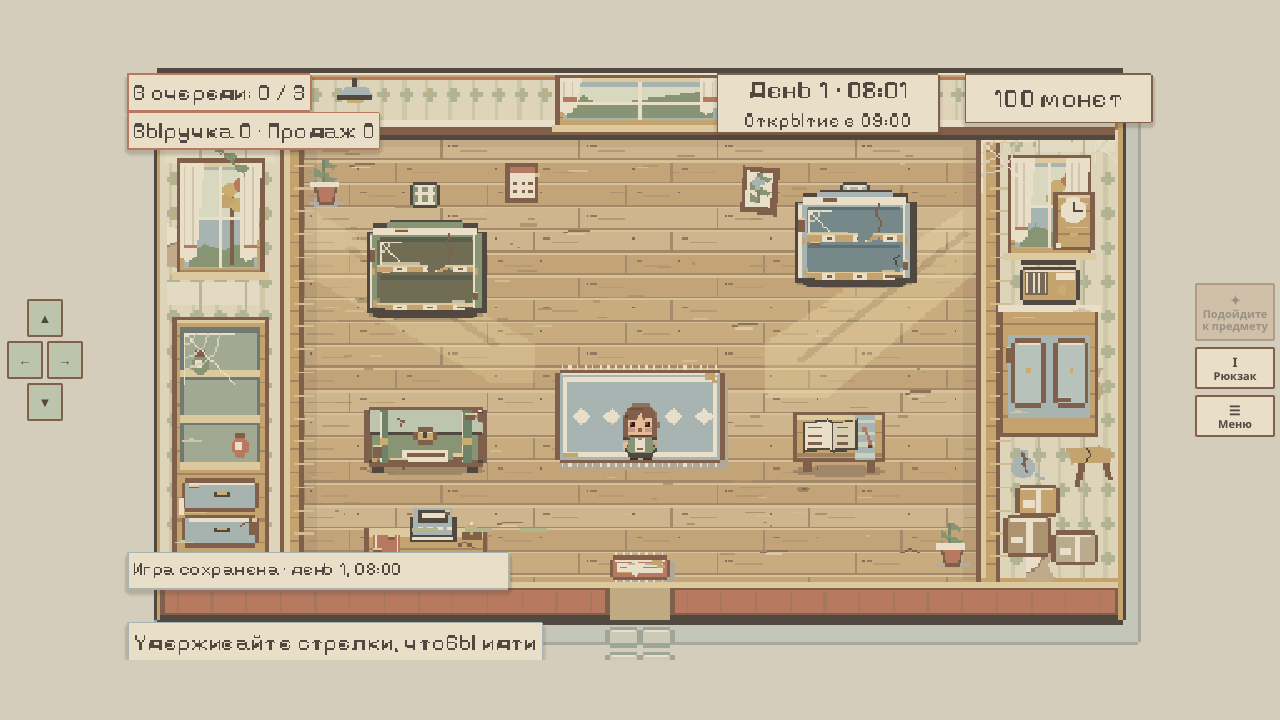 В очереди: 0 / 3
Выручка 0 · Продаж 0
День 1 · 08:01
Открытие в 09:00
100 монет
Подойдите
к предмету
I
Рюкзак
Меню
Игра сохранена · день 1, 08:00
Удерживайте стрелки, чтобы идти